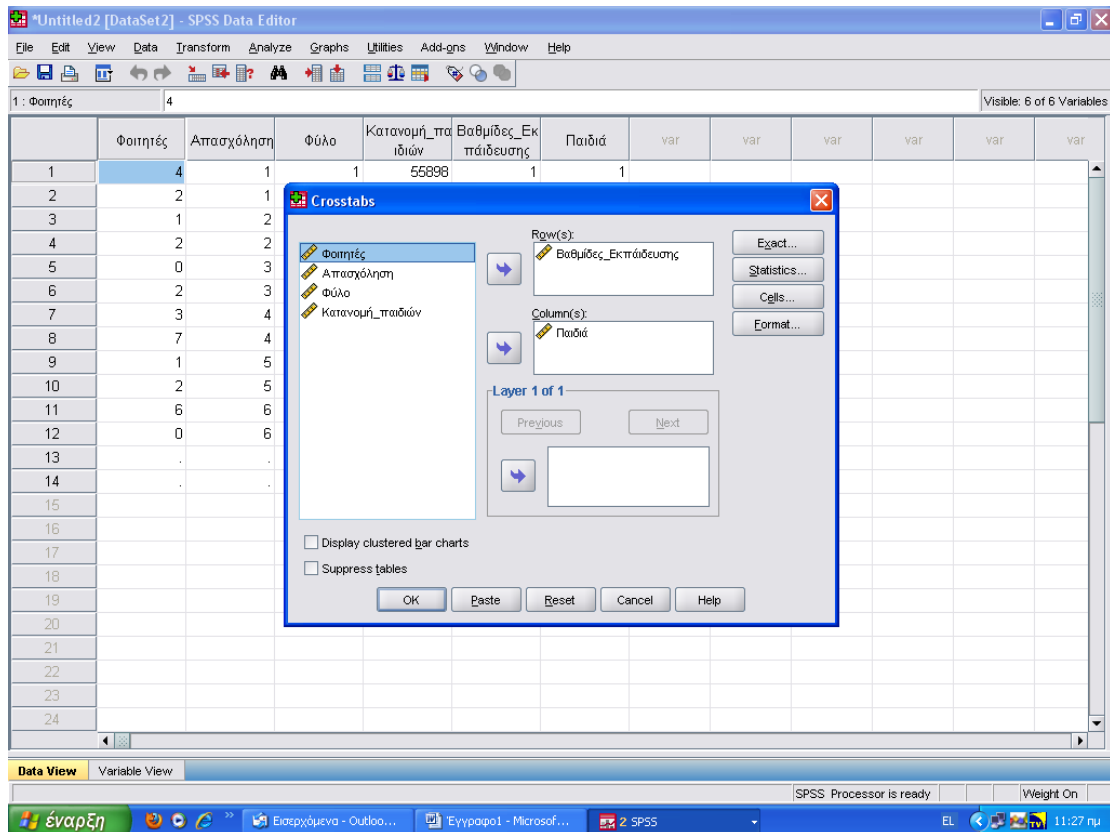 *Untitled2 [DataSet2] - SPSS Data Editor
File Edit View Data Transform Analyze Graphs Utilities Add-ons Window Help
1 : Φοιτητές 4 Visible: 6 of 6 Variables
Φοιτητές Απασχόληση Φύλο Κατανομή_πα Βαθμίδες_Εκ Παιδιά var var var var var var
ιδιών πάιδευσης
1 4 1 1 55898 1 1
2 2 1
3 1 2
4 2 2
5 0 3
6 2 3
7 3 4
8 7 4
9 1 5
10 2 5
11 6 6
12 0 6
13 . .
14 . .
15
16
17
18
19
20
21
22
23
24
Crosstabs
Φοιτητές
Απασχόληση
Φύλο
Κατανομή_παιδιών
Row(s):
Βαθμίδες_Εκπάιδευσης
Column(s):
Παιδιά
Layer 1 of 1
Previous Next
Exact...
Statistics...
Cells...
Format...
Display clustered bar charts
Suppress tables
OK Paste Reset Cancel Help
Data View Variable View
SPSS Processor is ready Weight On
έναρξη Εισερχόμενα - Outloo... Έγγραφο1 - Microsof... 2 SPSS EL 11:27 πμ